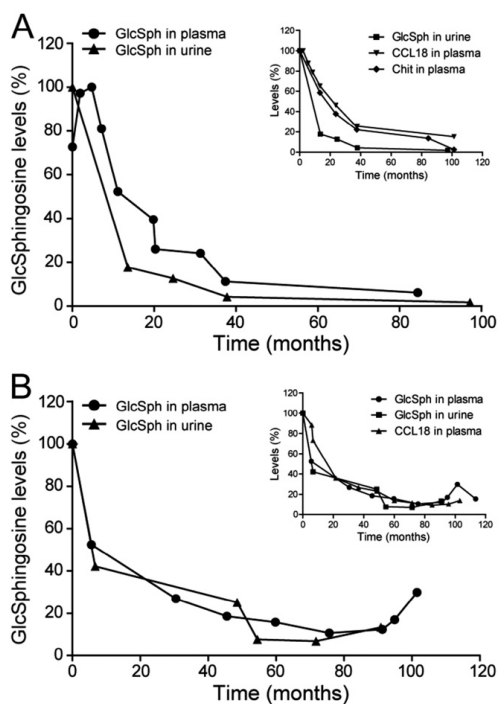 A
GlcSphingosine levels (%)
120
100
80
60
40
20
0
0 20 40 60 80 100
Time (months)
GlcSph in plasma
GlcSph in urine
Levels (%)
120
100
80
60
40
20
0
0 20 40 60 80 100 120
Time (months)
GlcSph in urine
CCL18 in plasma
Chit in plasma
B
GlcSphingosine levels (%)
120
100
80
60
40
20
0
0 20 40 60 80 100 120
Time (months)
GlcSph in plasma
GlcSph in urine
Levels (%)
120
100
80
60
40
20
0
0 20 40 60 80 100 120
Time (months)
GlcSph in plasma
GlcSph in urine
CCL18 in plasma